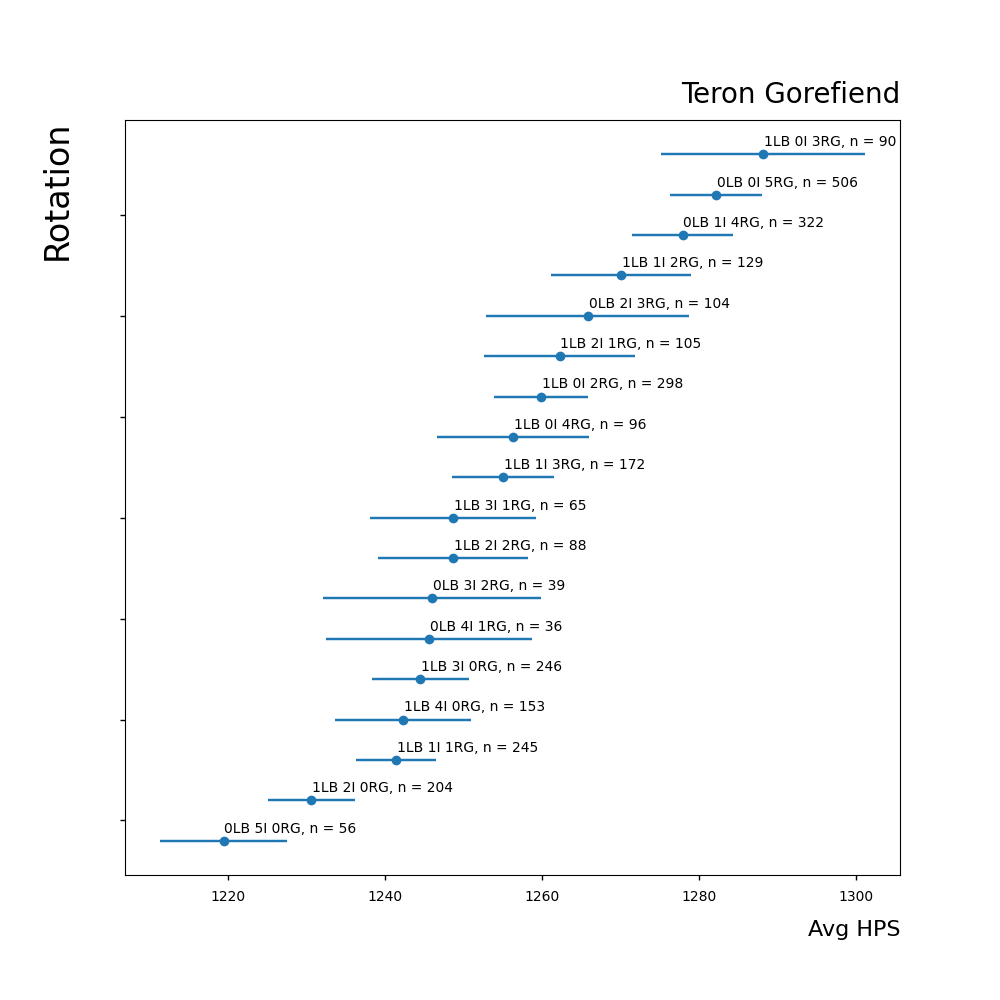 Teron Gorefiend
Rotation
1LB 0I 3RG, n = 90
0LB 0I 5RG, n = 506
0LB 1I 4RG, n = 322
1LB 1I 2RG, n = 129
0LB 2I 3RG, n = 104
1LB 2I 1RG, n = 105
1LB 0I 2RG, n = 298
1LB 0I 4RG, n = 96
1LB 1I 3RG, n = 172
1LB 3I 1RG, n = 65
1LB 2I 2RG, n = 88
0LB 3I 2RG, n = 39
0LB 4I 1RG, n = 36
1LB 3I 0RG, n = 246
1LB 4I 0RG, n = 153
1LB 1I 1RG, n = 245
1LB 2I 0RG, n = 204
0LB 5I 0RG, n = 56
1220 1240 1260 1280 1300
Avg HPS